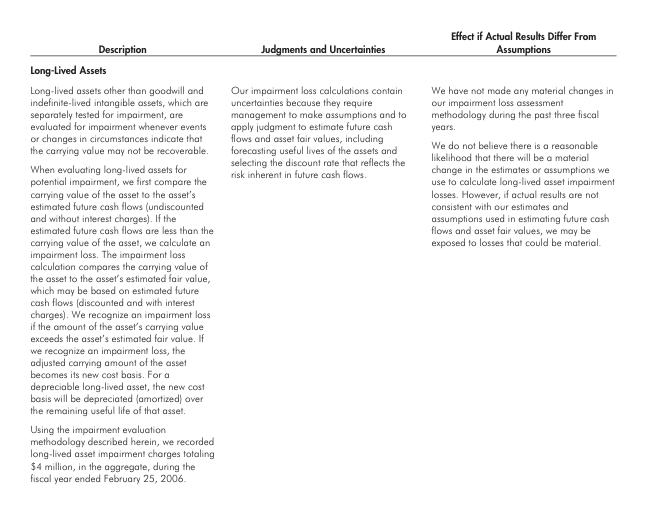 Description
Judgments and Uncertainties
Effect if Actual Results Differ From
Assumptions
Long-Lived Assets
Long-lived assets other than goodwill and
indefinite-lived intangible assets, which are
separately tested for impairment, are
evaluated for impairment whenever events
or changes in circumstances indicate that
the carrying value may not be recoverable.
When evaluating long-lived assets for
potential impairment, we first compare the
carrying value of the asset to the asset’s
estimated future cash flows (undiscounted
and without interest charges). If the
estimated future cash flows are less than the
carrying value of the asset, we calculate an
impairment loss. The impairment loss
calculation compares the carrying value of
the asset to the asset’s estimated fair value,
which may be based on estimated future
cash flows (discounted and with interest
charges). We recognize an impairment loss
if the amount of the asset’s carrying value
exceeds the asset’s estimated fair value. If
we recognize an impairment loss, the
adjusted carrying amount of the asset
becomes its new cost basis. For a
depreciable long-lived asset, the new cost
basis will be depreciated (amortized) over
the remaining useful life of that asset.
Using the impairment evaluation
methodology described herein, we recorded
long-lived asset impairment charges totaling
$4 million, in the aggregate, during the
fiscal year ended February 25, 2006.
Our impairment loss calculations contain
uncertainties because they require
management to make assumptions and to
apply judgment to estimate future cash
flows and asset fair values, including
forecasting useful lives of the assets and
selecting the discount rate that reflects the
risk inherent in future cash flows.
We have not made any material changes in
our impairment loss assessment
methodology during the past three fiscal
years.
We do not believe there is a reasonable
likelihood that there will be a material
change in the estimates or assumptions we
use to calculate long-lived asset impairment
losses. However, if actual results are not
consistent with our estimates and
assumptions used in estimating future cash
flows and asset fair values, we may be
exposed to losses that could be material.